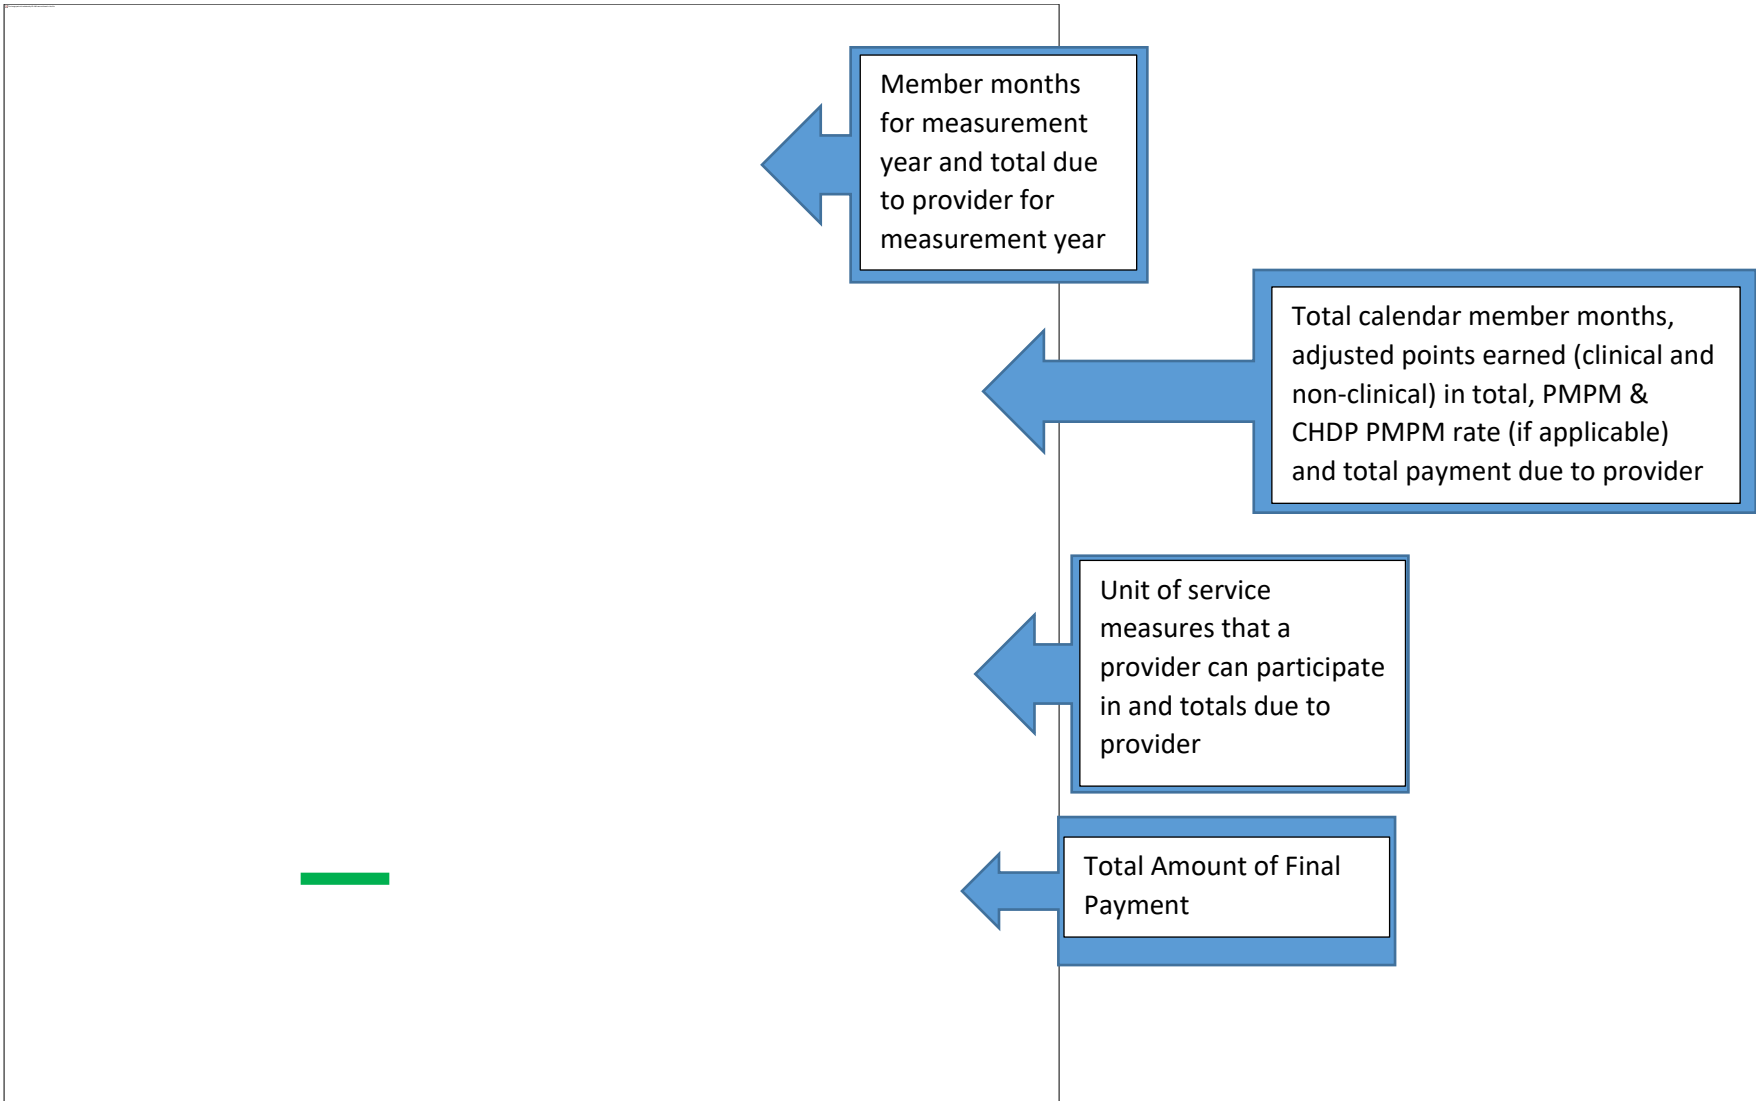 Member months
for measurement
year and total due
to provider for
measurement year
Total calendar member months,
adjusted points earned (clinical and
non-clinical) in total, PMPM &
CHDP PMPM rate (if applicable)
and total payment due to provider
Unit of service
measures that a
provider can participate
in and totals due to
provider
Total Amount of Final
Payment